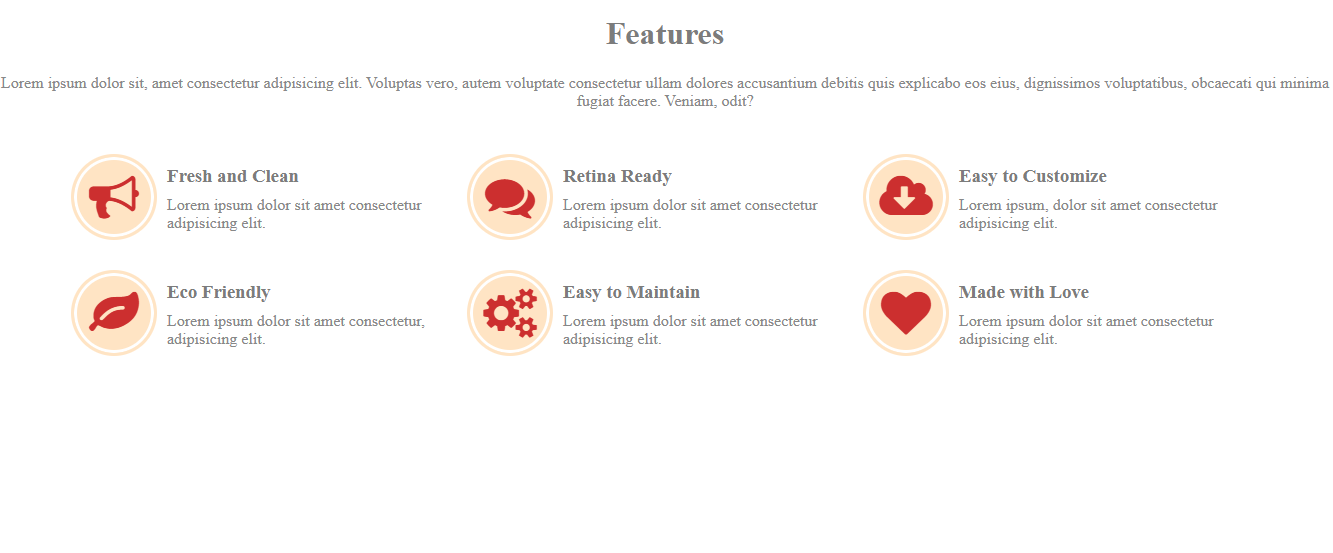 Features
Lorem ipsum dolor sit, amet consectetur adipisicing elit. Voluptas vero, autem voluptate consectetur ullam dolores accusantium debitis quis explicabo eos eius, dignissimos voluptatibus, obcaecati qui minima
fugiat facere. Veniam, odit?
Fresh and Clean
Lorem ipsum dolor sit amet consectetur
adipisicing elit.
Retina Ready
Lorem ipsum dolor sit amet consectetur
adipisicing elit.
Easy to Customize
Lorem ipsum, dolor sit amet consectetur
adipisicing elit.
Eco Friendly
Lorem ipsum dolor sit amet consectetur,
adipisicing elit.
Easy to Maintain
Lorem ipsum dolor sit amet consectetur
adipisicing elit.
Made with Love
Lorem ipsum dolor sit amet consectetur
adipisicing elit.